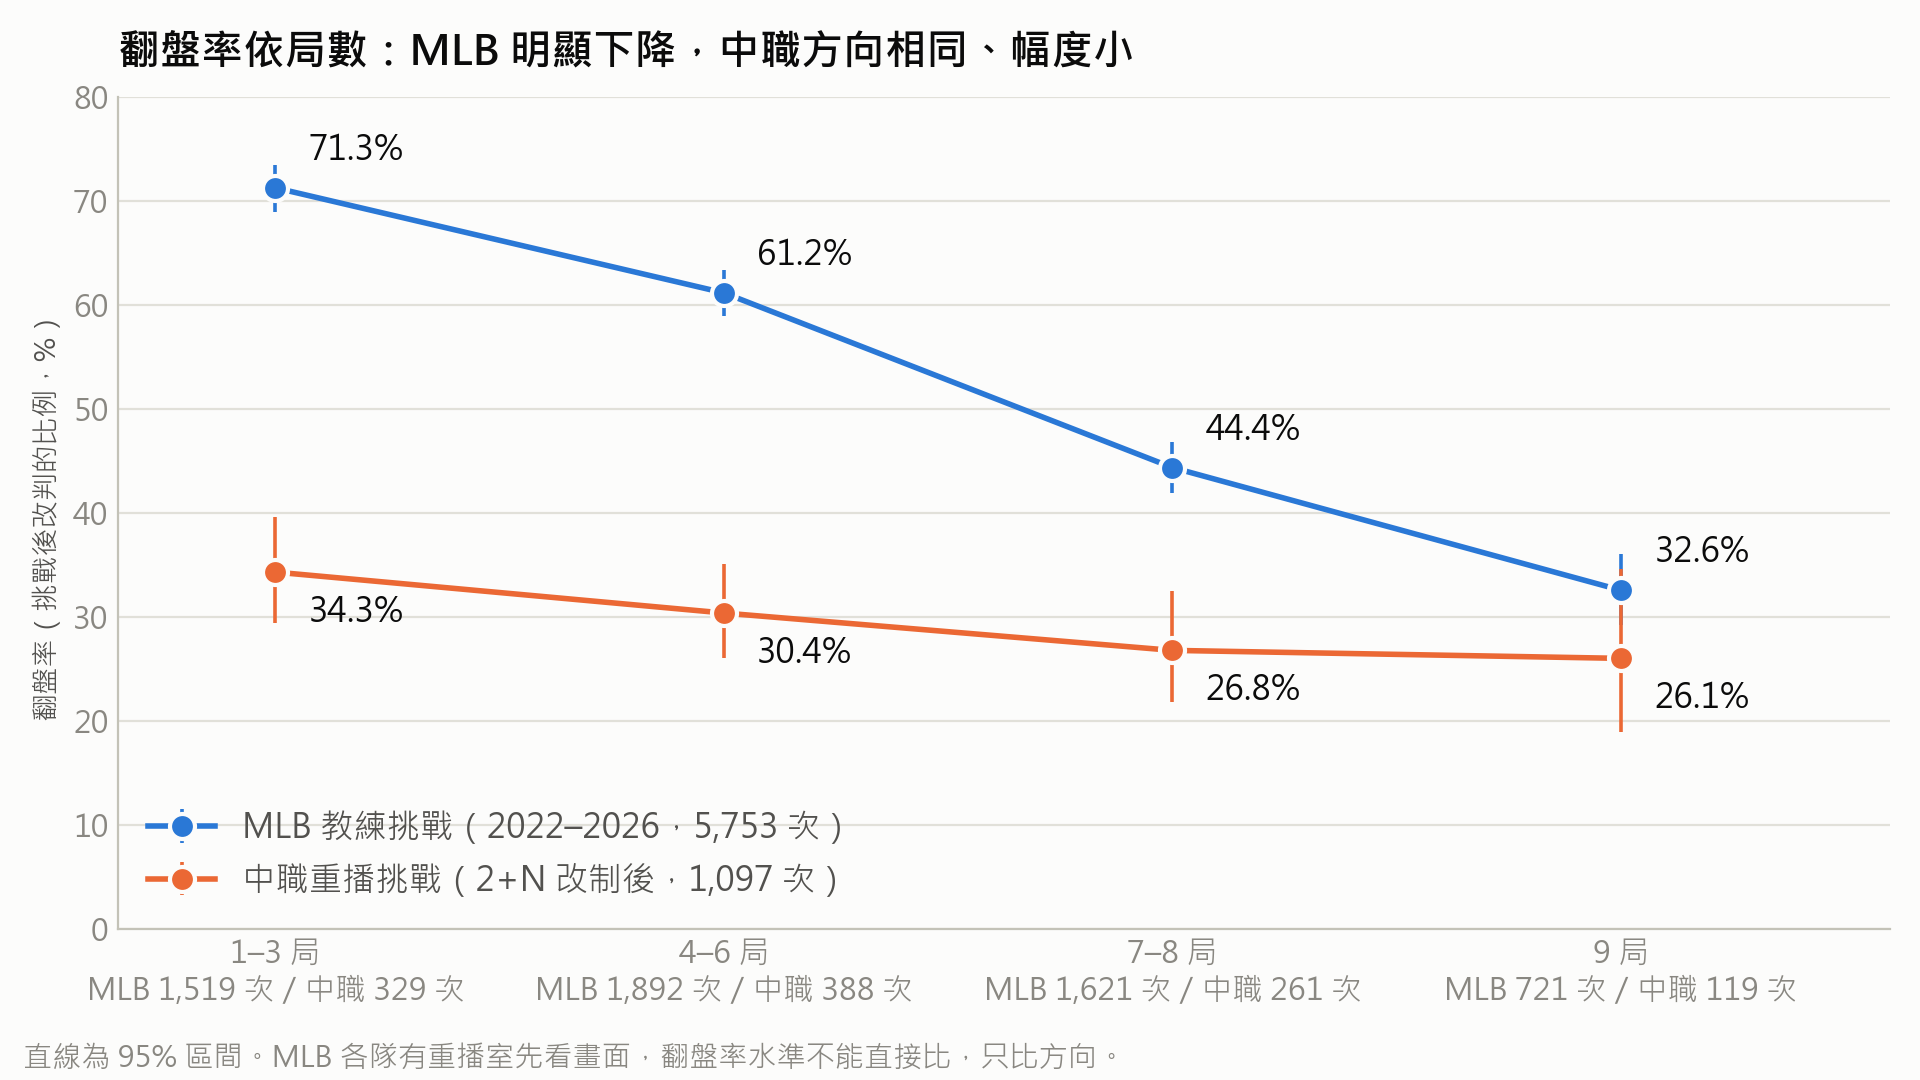 翻盤率依局數：MLB 明顯下降，中職方向相同、幅度小
翻盤率（挑戰後改判的比例，%）
80
70
60
50
40
30
20
10
0
71.3%
61.2%
44.4%
32.6%
34.3%
30.4%
26.8%
26.1%
MLB 教練挑戰（2022–2026，5,753 次）
中職重播挑戰（2+N 改制後，1,097 次）
1–3 局
MLB 1,519 次 / 中職 329 次
4–6 局
MLB 1,892 次 / 中職 388 次
7–8 局
MLB 1,621 次 / 中職 261 次
9 局
MLB 721 次 / 中職 119 次
直線為 95% 區間。MLB 各隊有重播室先看畫面，翻盤率水準不能直接比，只比方向。